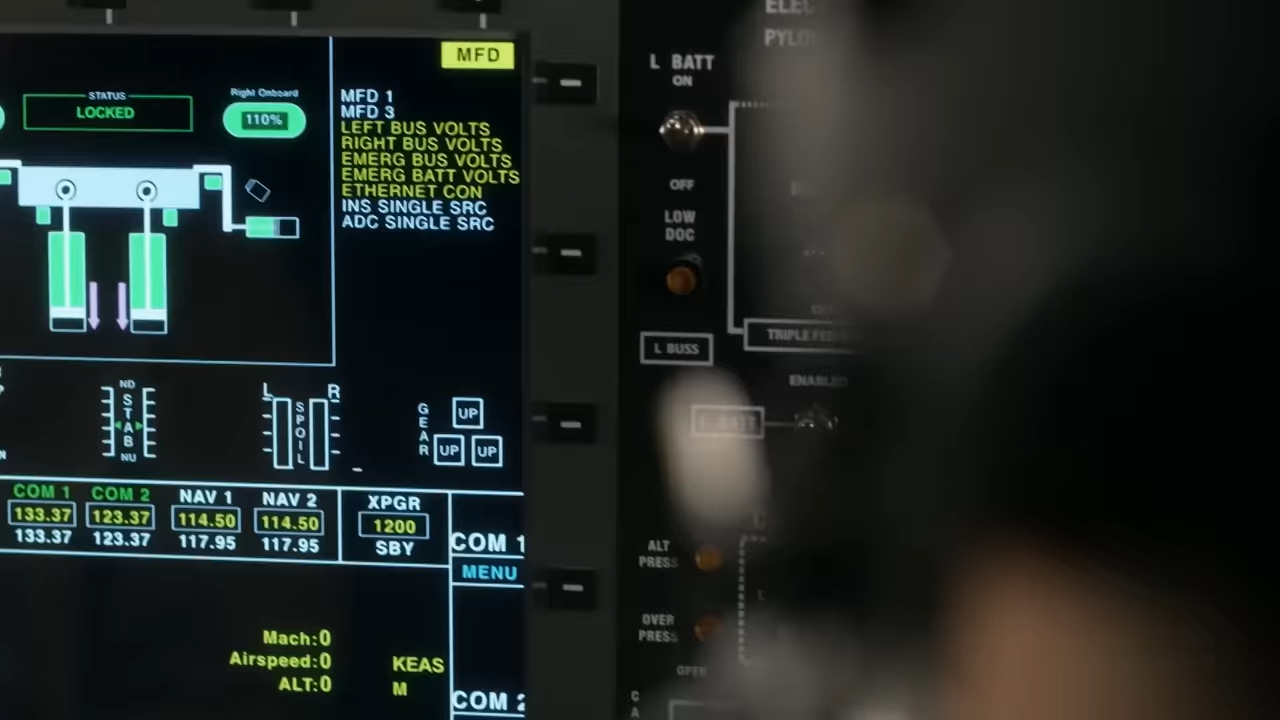 MFD
STATUS
LOCKED
Right Onboard
110%
MFD 1
MFD 3
LEFT BUS VOLTS
RIGHT BUS VOLTS
EMERG BUS VOLTS
EMERG BATT VOLTS
ETHERNET CON
INS SINGLE SRC
ADC SINGLE SRC
ND
STAB
NU
L
SPOIL
R
GEAR
UP
UP
UP
COM 1
COM 2
NAV 1
NAV 2
XPGR
133.37
123.37
114.50
114.50
1200
133.37
123.37
117.95
117.95
SBY
COM 1
MENU
Mach:0
Airspeed:0
KEAS
ALT:0
M
COM 2
L BATT
ON
OFF
LOW
DOC
L BUSS
TRIPLE
ENABLED
L BATT
ALT
PRESS
OVER
PRESS
OPEN